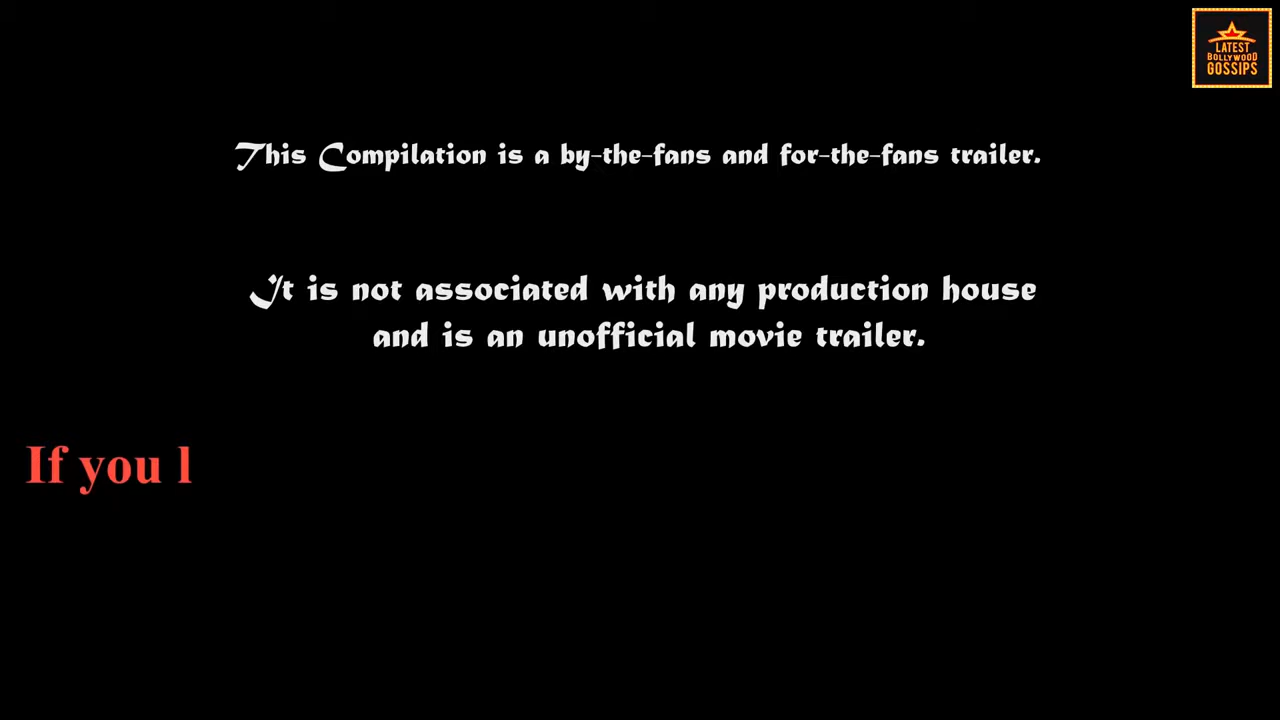 LATEST
BOLLYWOOD
GOSSIPS
This Compilation is a by-the-fans and for-the-fans trailer.
It is not associated with any production house
and is an unofficial movie trailer.
If you l